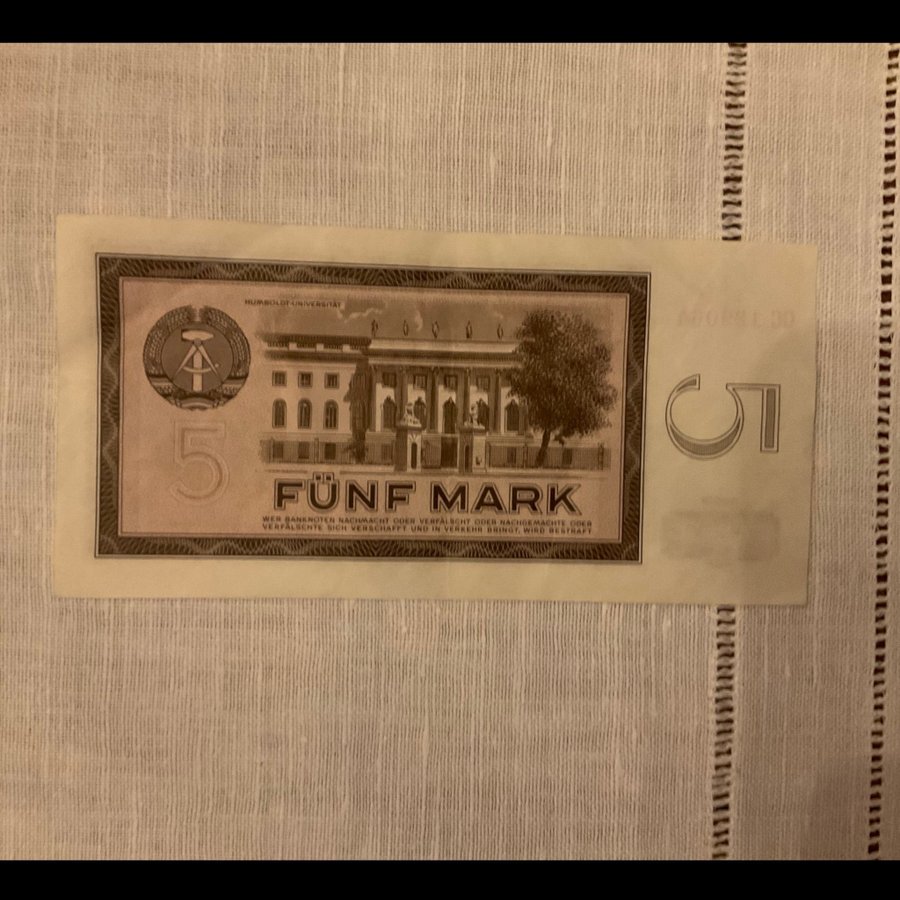 HUMBOLDT-UNIVERSITÄT
5
5
FÜNF MARK
WER BANKNOTEN NACHMACHT ODER VERFÄLSCHT ODER NACHGEMACHTE ODER
VERFÄLSCHTE SICH VERSCHAFFT UND IN VERKEHR BRINGT, WIRD BESTRAFT